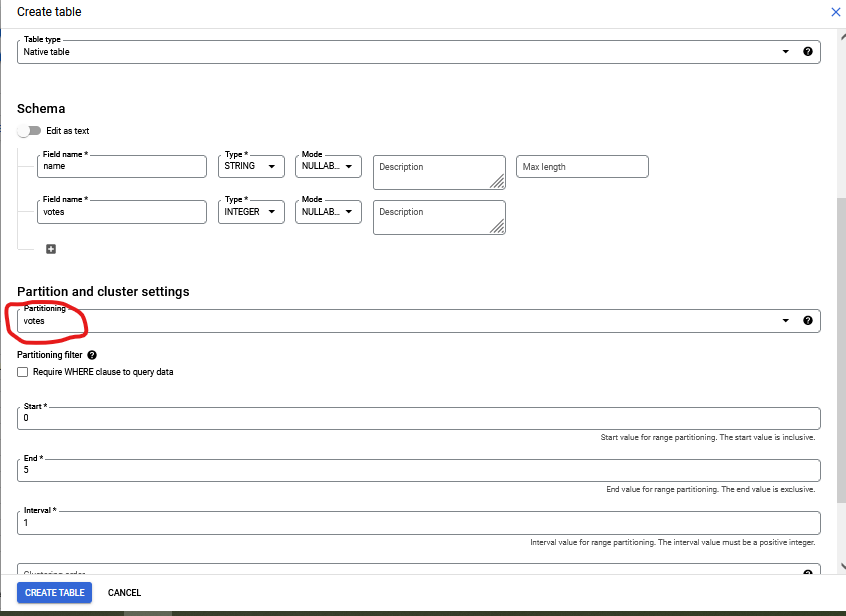 Create table
Table type
Native table
Schema
Edit as text
Field name * Type * Mode
name STRING NULLAB... Description Max length
Field name * Type * Mode
votes INTEGER NULLAB... Description
Partition and cluster settings
Partitioning
votes
Partitioning filter
Require WHERE clause to query data
Start *
0
Start value for range partitioning. The start value is inclusive.
End *
5
End value for range partitioning. The end value is exclusive.
Interval *
1
Interval value for range partitioning. The interval value must be a positive integer.
Clustering order
CREATE TABLE CANCEL